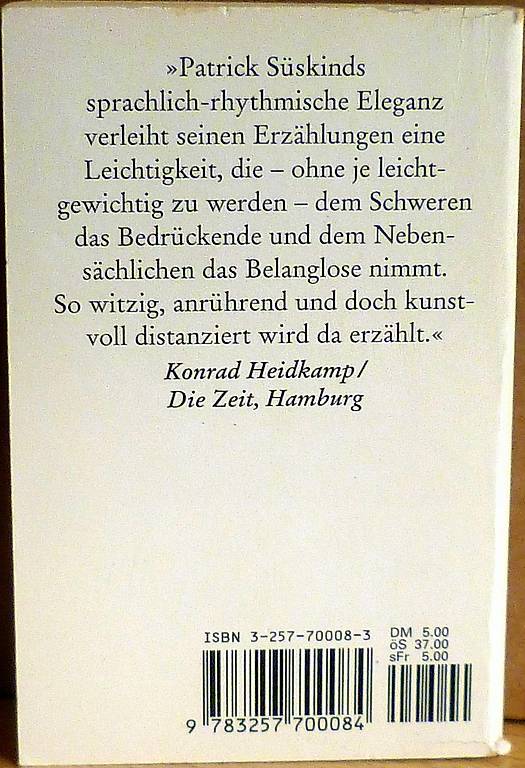 »Patrick Süskinds
sprachlich-rhythmische Eleganz
verleiht seinen Erzählungen eine
Leichtigkeit, die – ohne je leicht-
gewichtig zu werden – dem Schweren
das Bedrückende und dem Neben-
sächlichen das Belanglose nimmt.
So witzig, anrührend und doch kunst-
voll distanziert wird da erzählt.«
Konrad Heidkamp/
Die Zeit, Hamburg
ISBN 3-257-70008-3
DM 5.00
öS 37.00
sFr 5.00
9 783257 700084